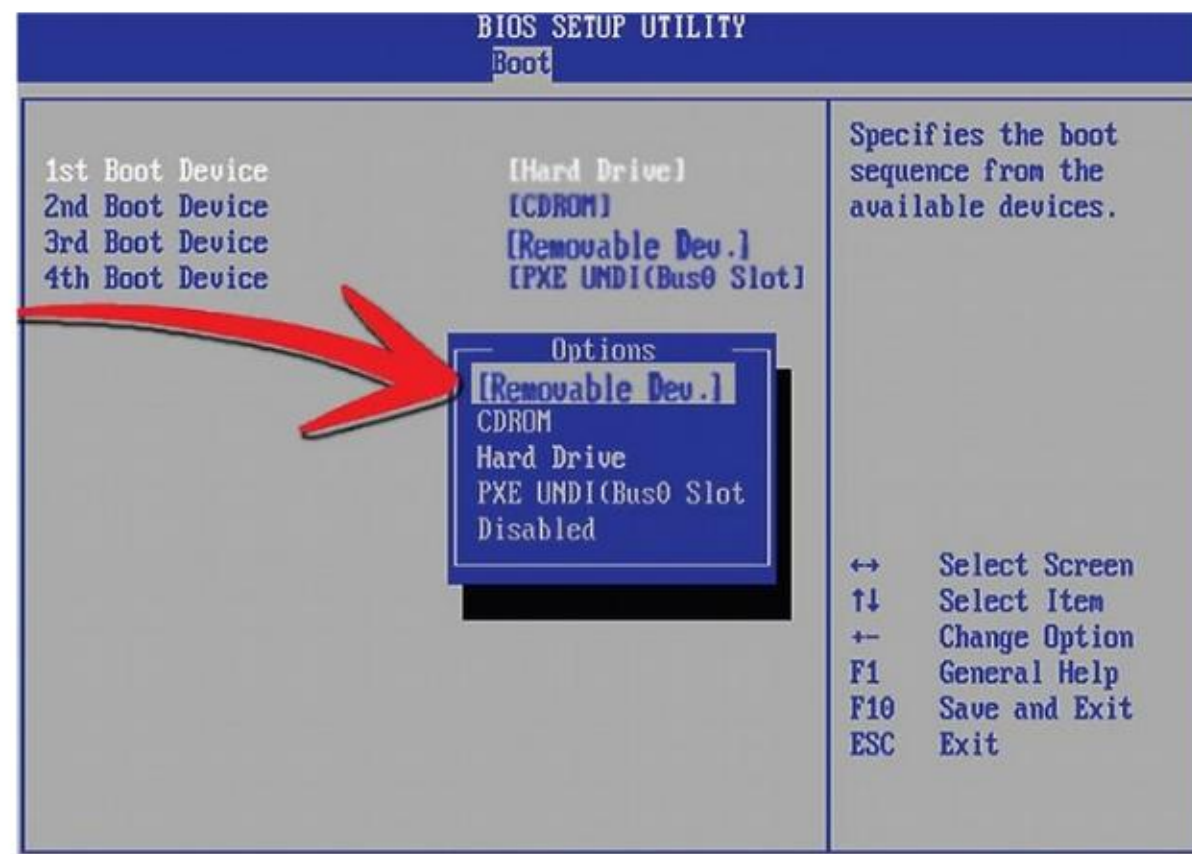 BIOS SETUP UTILITY
Boot
1st Boot Device [Hard Drive]
2nd Boot Device [CDROM]
3rd Boot Device [Removable Dev.]
4th Boot Device [PXE UNDI(Bus0 Slot]
Options
[Removable Dev.]
CDROM
Hard Drive
PXE UNDI(Bus0 Slot
Disabled
Specifies the boot
sequence from the
available devices.
↔ Select Screen
↑↓ Select Item
+- Change Option
F1 General Help
F10 Save and Exit
ESC Exit